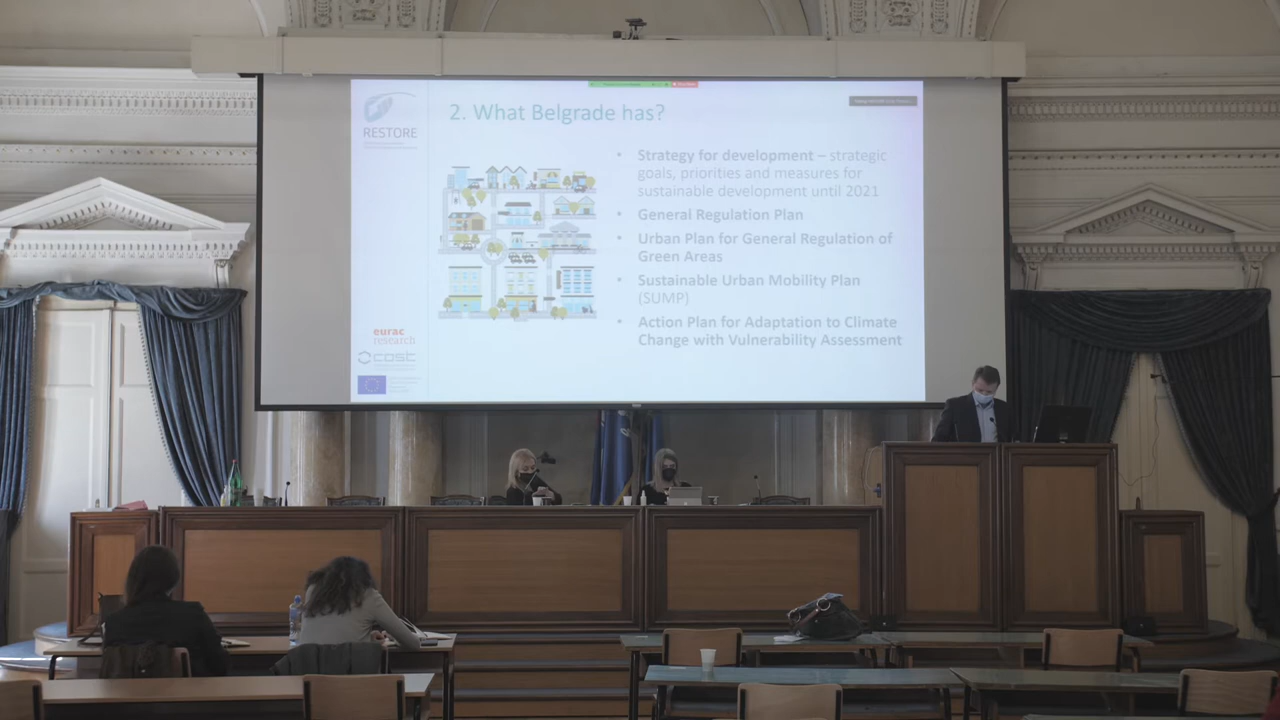 RESTORE
2. What Belgrade has?
• Strategy for development – strategic
goals, priorities and measures for
sustainable development until 2021
• General Regulation Plan
• Urban Plan for General Regulation of
Green Areas
• Sustainable Urban Mobility Plan
(SUMP)
• Action Plan for Adaptation to Climate
Change with Vulnerability Assessment
eurac
research
cost